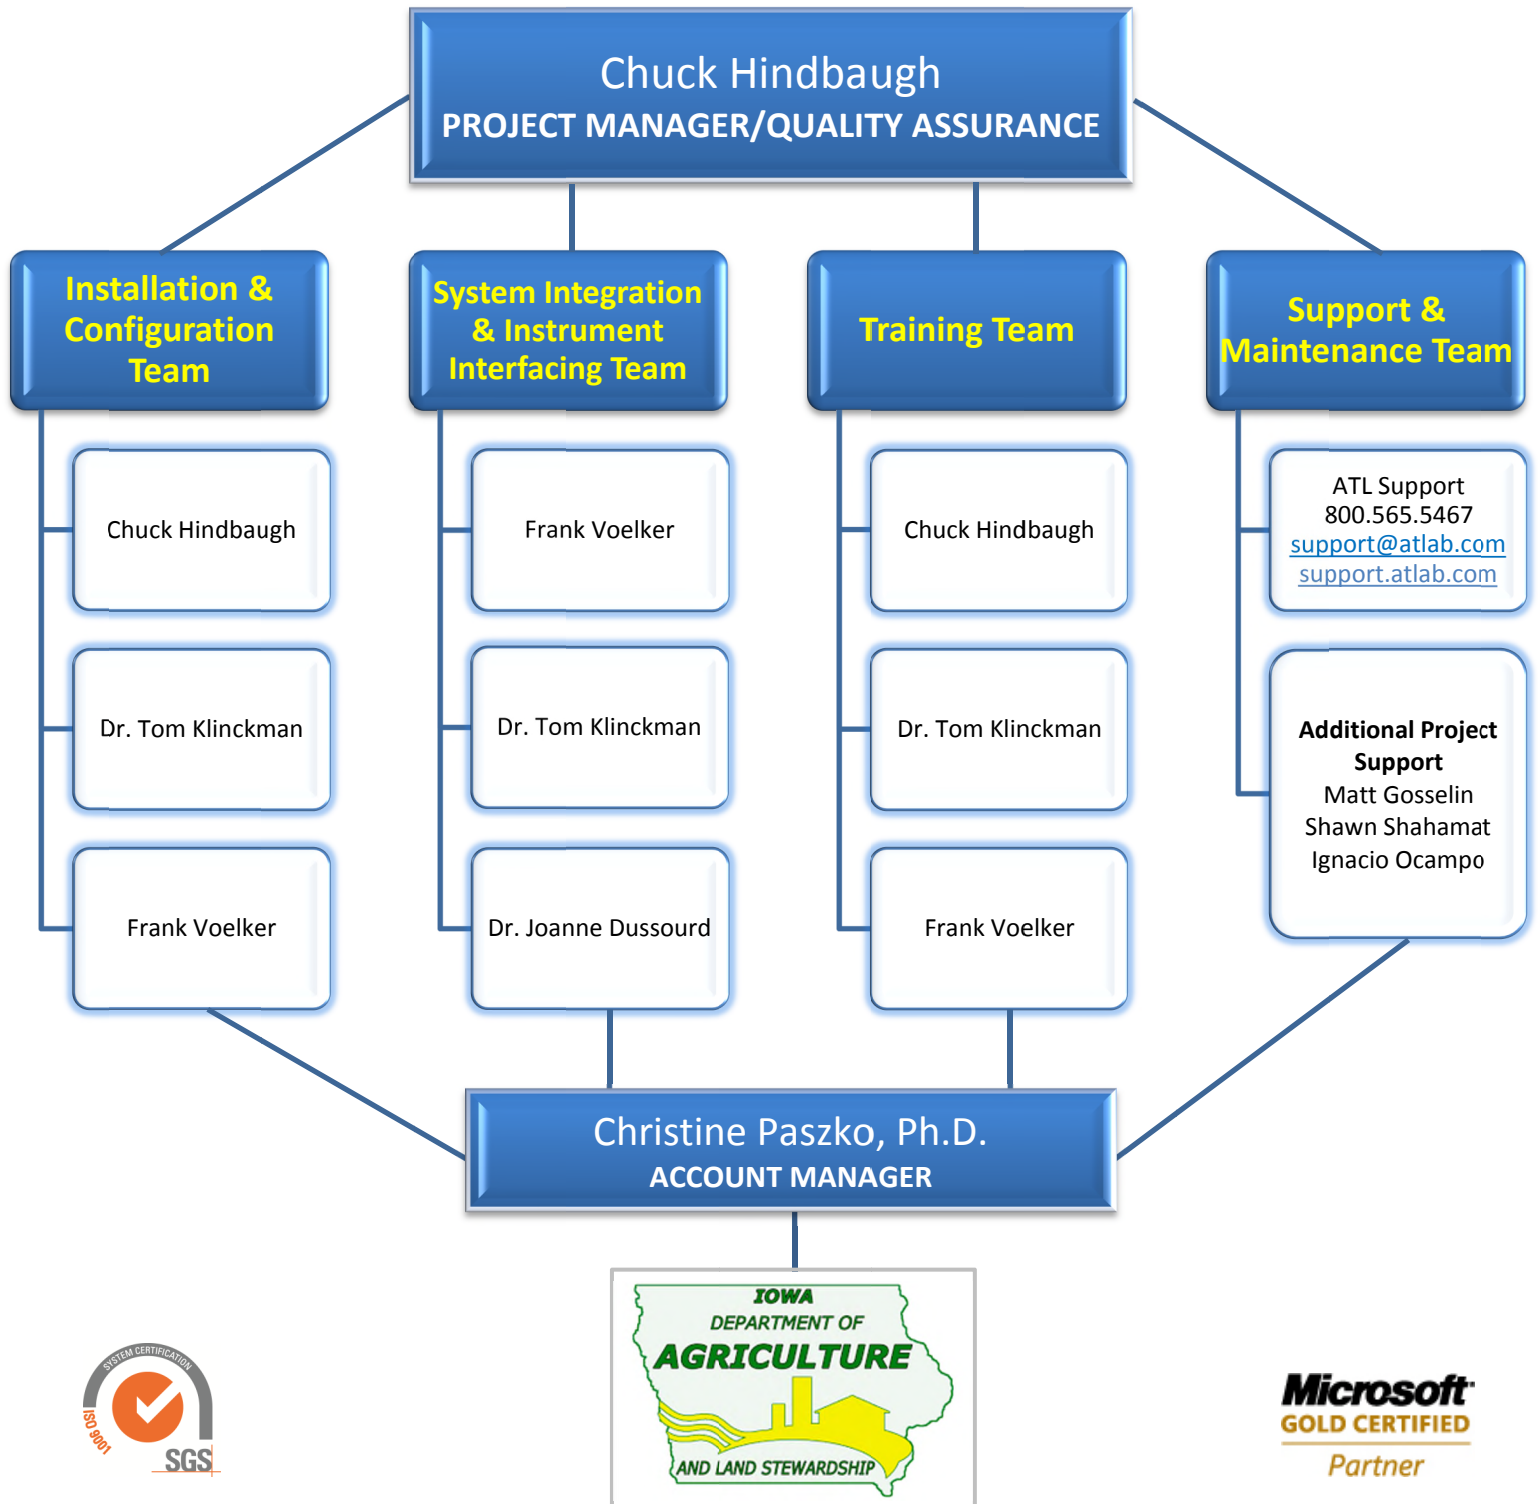 Chuck Hindbaugh
PROJECT MANAGER/QUALITY ASSURANCE
Installation &
Configuration
Team
System Integration
& Instrument
Interfacing Team
Training Team
Support &
Maintenance Team
Chuck Hindbaugh
Dr. Tom Klinckman
Frank Voelker
Frank Voelker
Dr. Tom Klinckman
Dr. Joanne Dussourd
Chuck Hindbaugh
Dr. Tom Klinckman
Frank Voelker
ATL Support
800.565.5467
support@atlab.com
support.atlab.com
Additional Project
Support
Matt Gosselin
Shawn Shahamat
Ignacio Ocampo
Christine Paszko, Ph.D.
ACCOUNT MANAGER
IOWA
DEPARTMENT OF
AGRICULTURE
AND LAND STEWARDSHIP
SYSTEM CERTIFICATION
ISO 9001
SGS
Microsoft
GOLD CERTIFIED
Partner